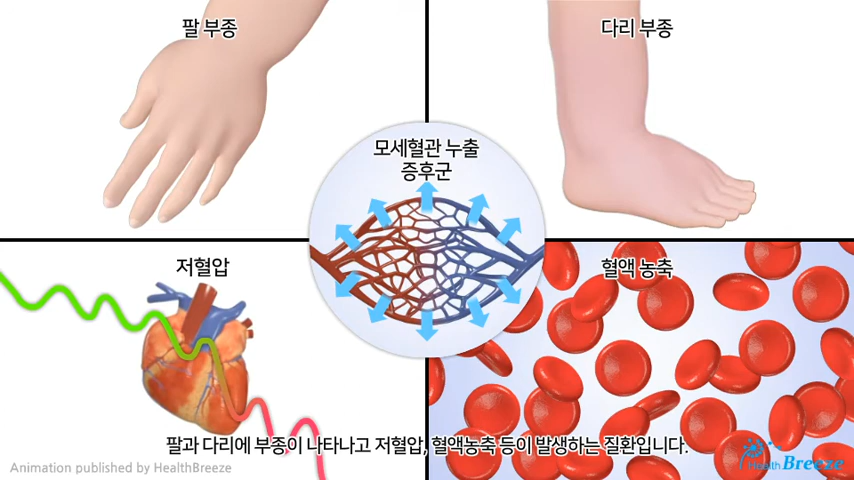 팔 부종
다리 부종
모세혈관 누출
증후군
저혈압
혈액 농축
팔과 다리에 부종이 나타나고 저혈압, 혈액농축 등이 발생하는 질환입니다.
Animation published by HealthBreeze
Health Breeze